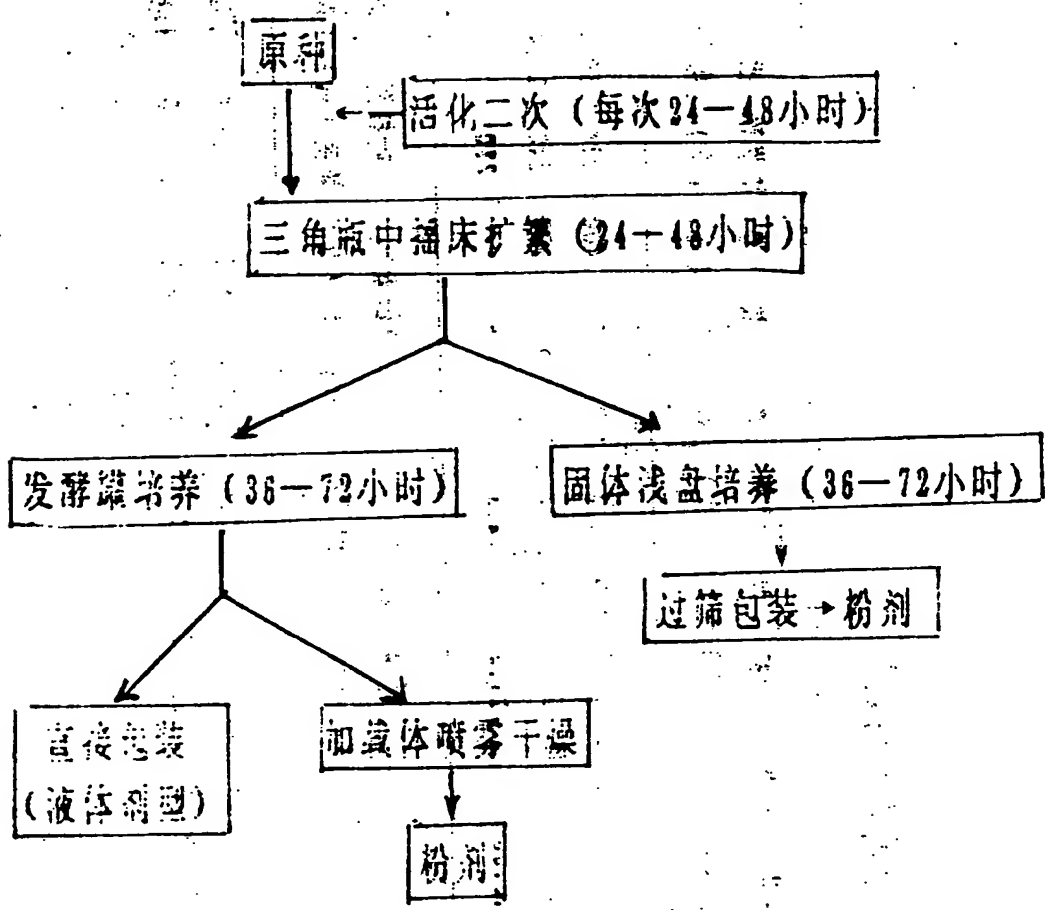 原种
活化二次（每次24—48小时）
三角瓶中摇床扩繁（24—48小时）
发酵罐培养（36—72小时）
固体浅盘培养（36—72小时）
过筛包装→粉剂
直接包装
（液体剂型）
加载体喷雾干燥
粉剂